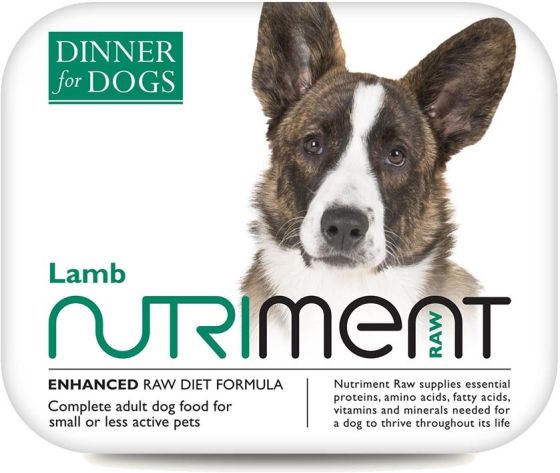 DINNER
for DOGS
Lamb
nutriment
RAW
ENHANCED RAW DIET FORMULA
Complete adult dog food for
small or less active pets
Nutriment Raw supplies essential
proteins, amino acids, fatty acids,
vitamins and minerals needed for
a dog to thrive throughout its life